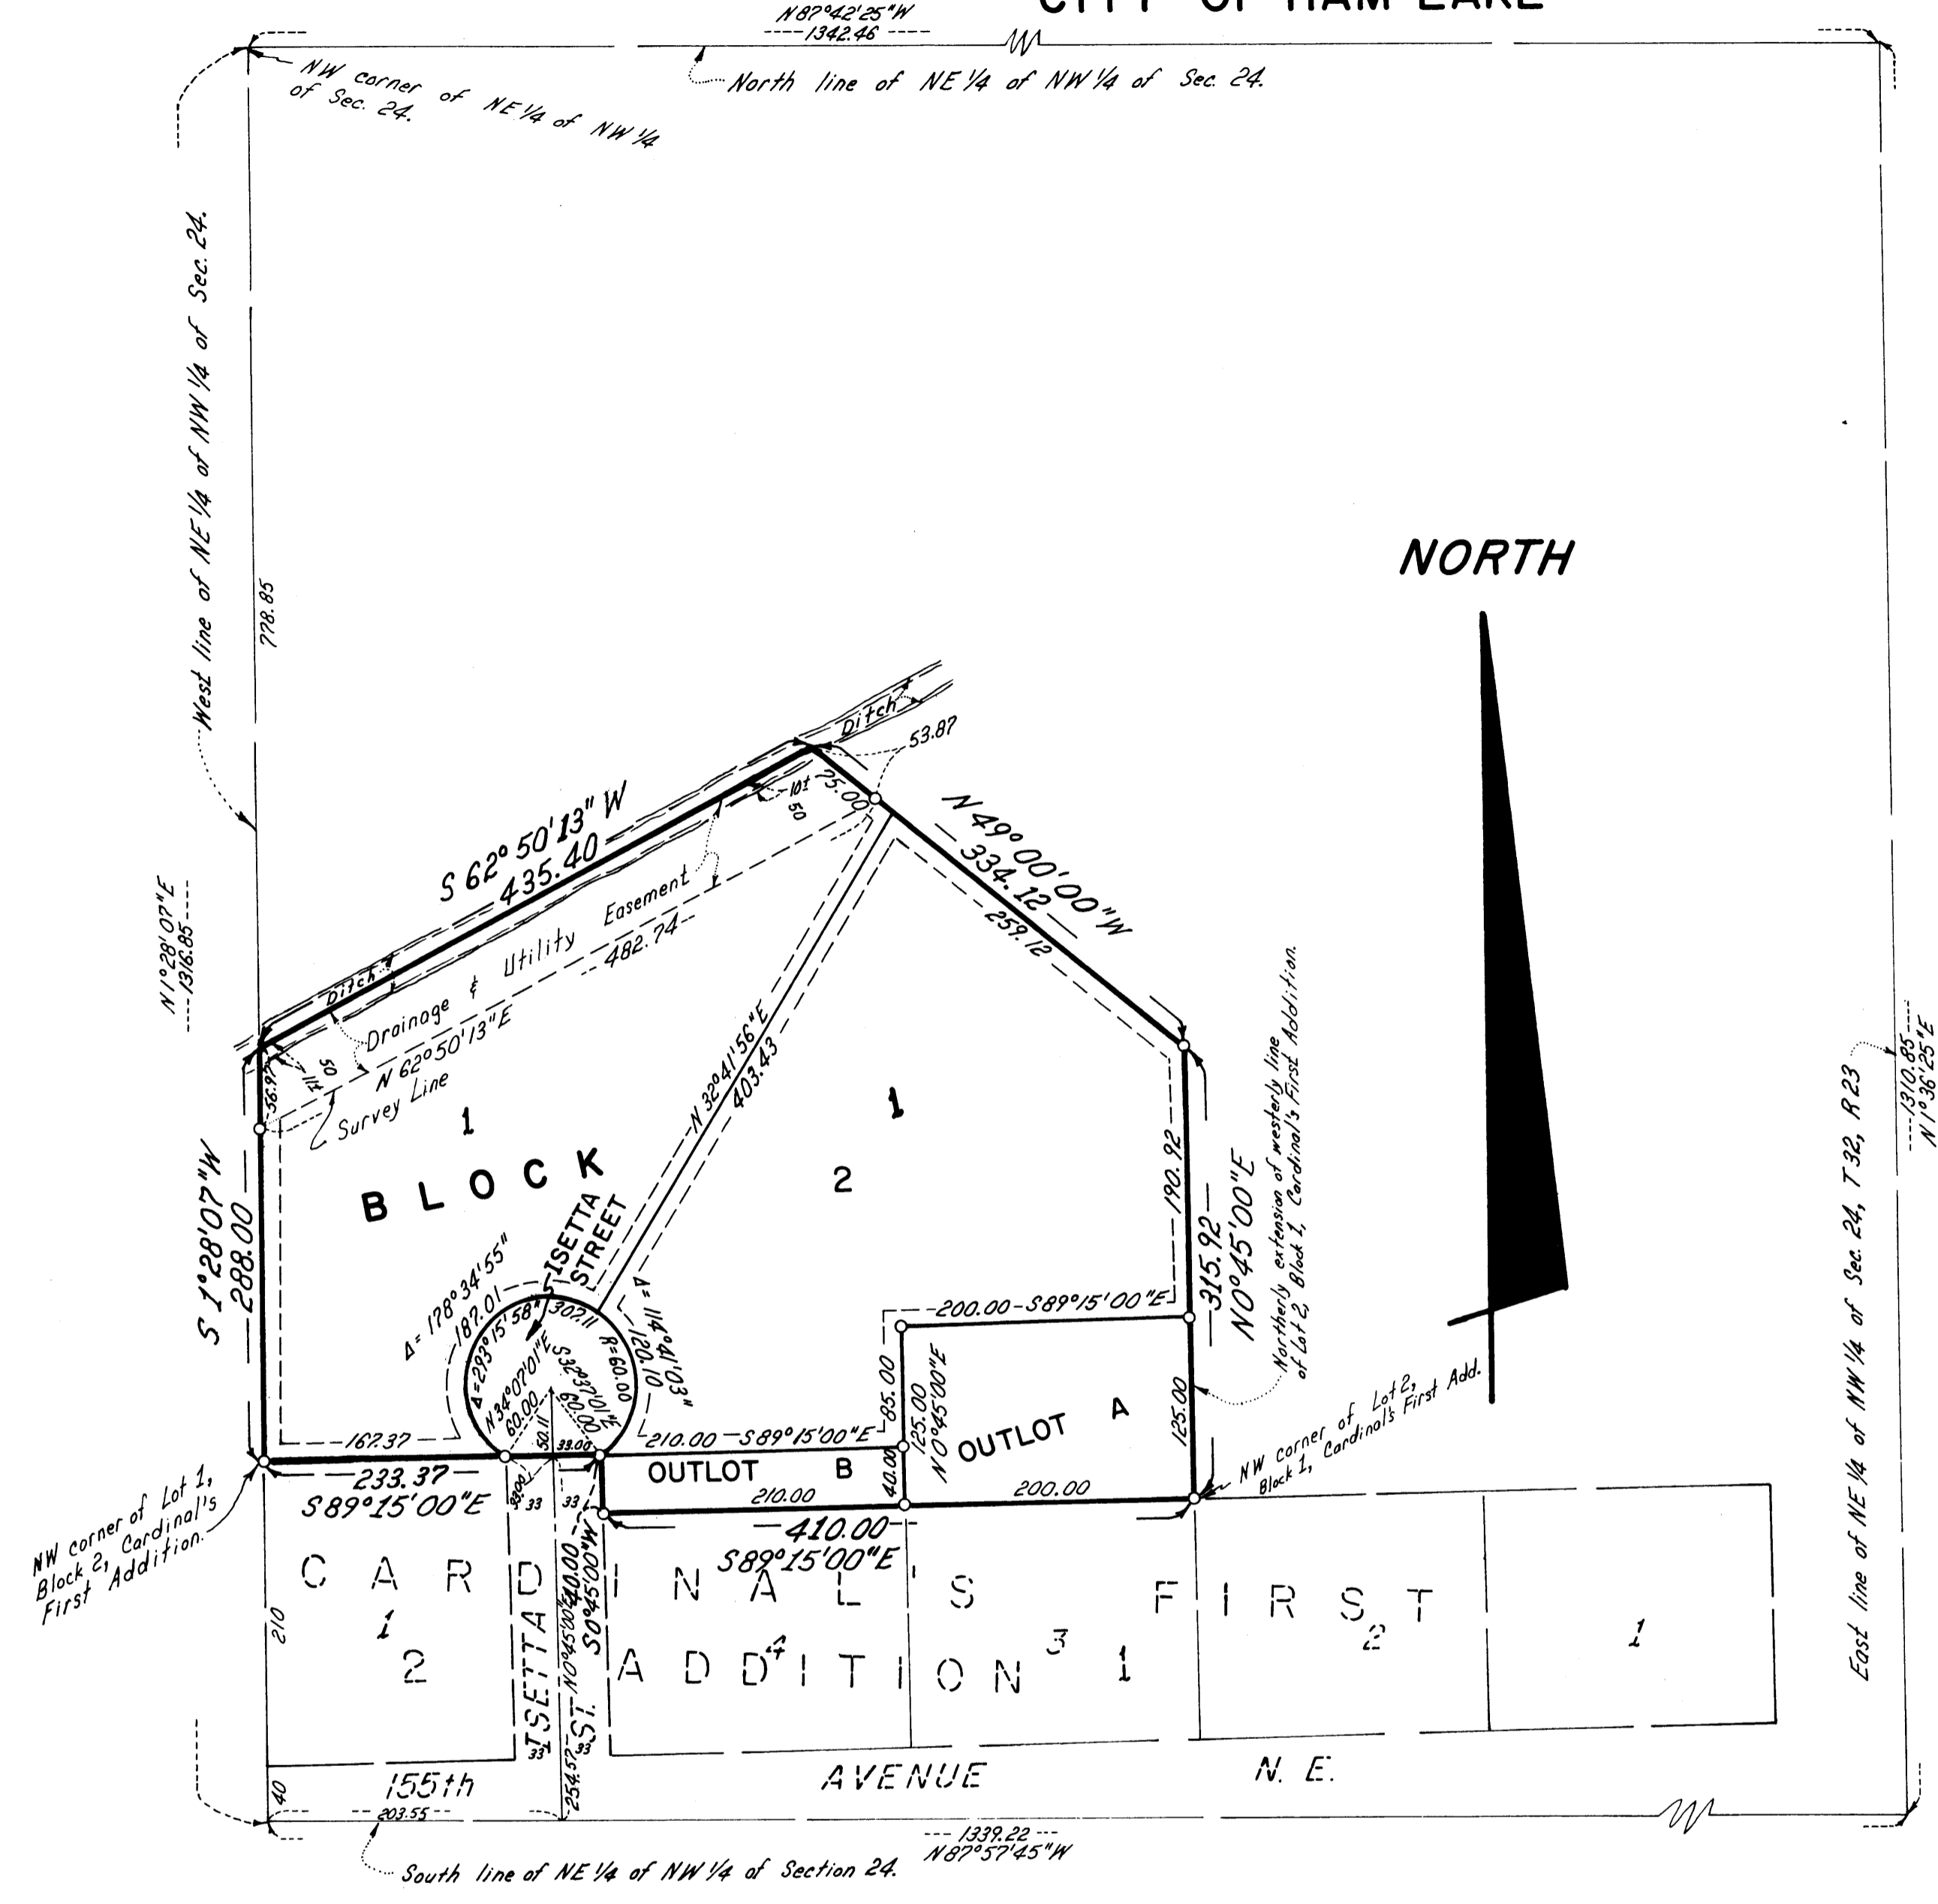 CITY OF HAM LAKE
N87°42'25"W
1342.46
NW corner of NE 1/4 of NW 1/4
of Sec. 24.
North line of NE 1/4 of NW 1/4 of Sec. 24.
West line of NE 1/4 of NW 1/4 of Sec. 24.
778.85
N1°28'07"E
1316.85
NORTH
Ditch
53.87
75.00
10±
50
S 62°50'13" W
435.40
N 49°00'00" W
334.12
259.12
Ditch
Drainage & Utility Easement
482.74
N 62°50'13"E
Survey Line
50
11±
56.97
N 32°41'56"E
403.43
1
BLOCK
1
2
S 1°28'07"W
288.00
190.92
315.92
N0°45'00"E
Northerly extension of westerly line
of Lot 2, Block 1, Cardinal's First Addition.
1310.85
N1°36'25"E
East line of NE 1/4 of NW 1/4 of Sec. 24, T32, R23
ISETTA
STREET
Δ= 178°34'55"
187.01
Δ=293°15'58"
307.11
R=60.00
Δ= 114°41'03"
120.10
N34°07'01"E
60.00
S32°37'01"E
60.00
50.11
33.00
33.00
200.00-S89°15'00"E
85.00
125.00
N0°45'00"E
OUTLOT A
125.00
NW corner of Lot 2,
Block 1, Cardinal's First Add.
167.37
233.37
S89°15'00"E
210.00-S89°15'00"E
OUTLOT B
40.00
210.00
200.00
410.00
S89°15'00"E
33
33
NW corner of Lot 1,
Block 2, Cardinal's
First Addition.
40.00
S0°45'00"W
CARDINAL'S FIRST
ADDITION
1
2
4
3
1
2
1
210
ISETTA ST.
N0°45'00"E
254.57
33
33
155th AVENUE N.E.
40
203.55
1339.22
N87°57'45"W
South line of NE 1/4 of NW 1/4 of Section 24.